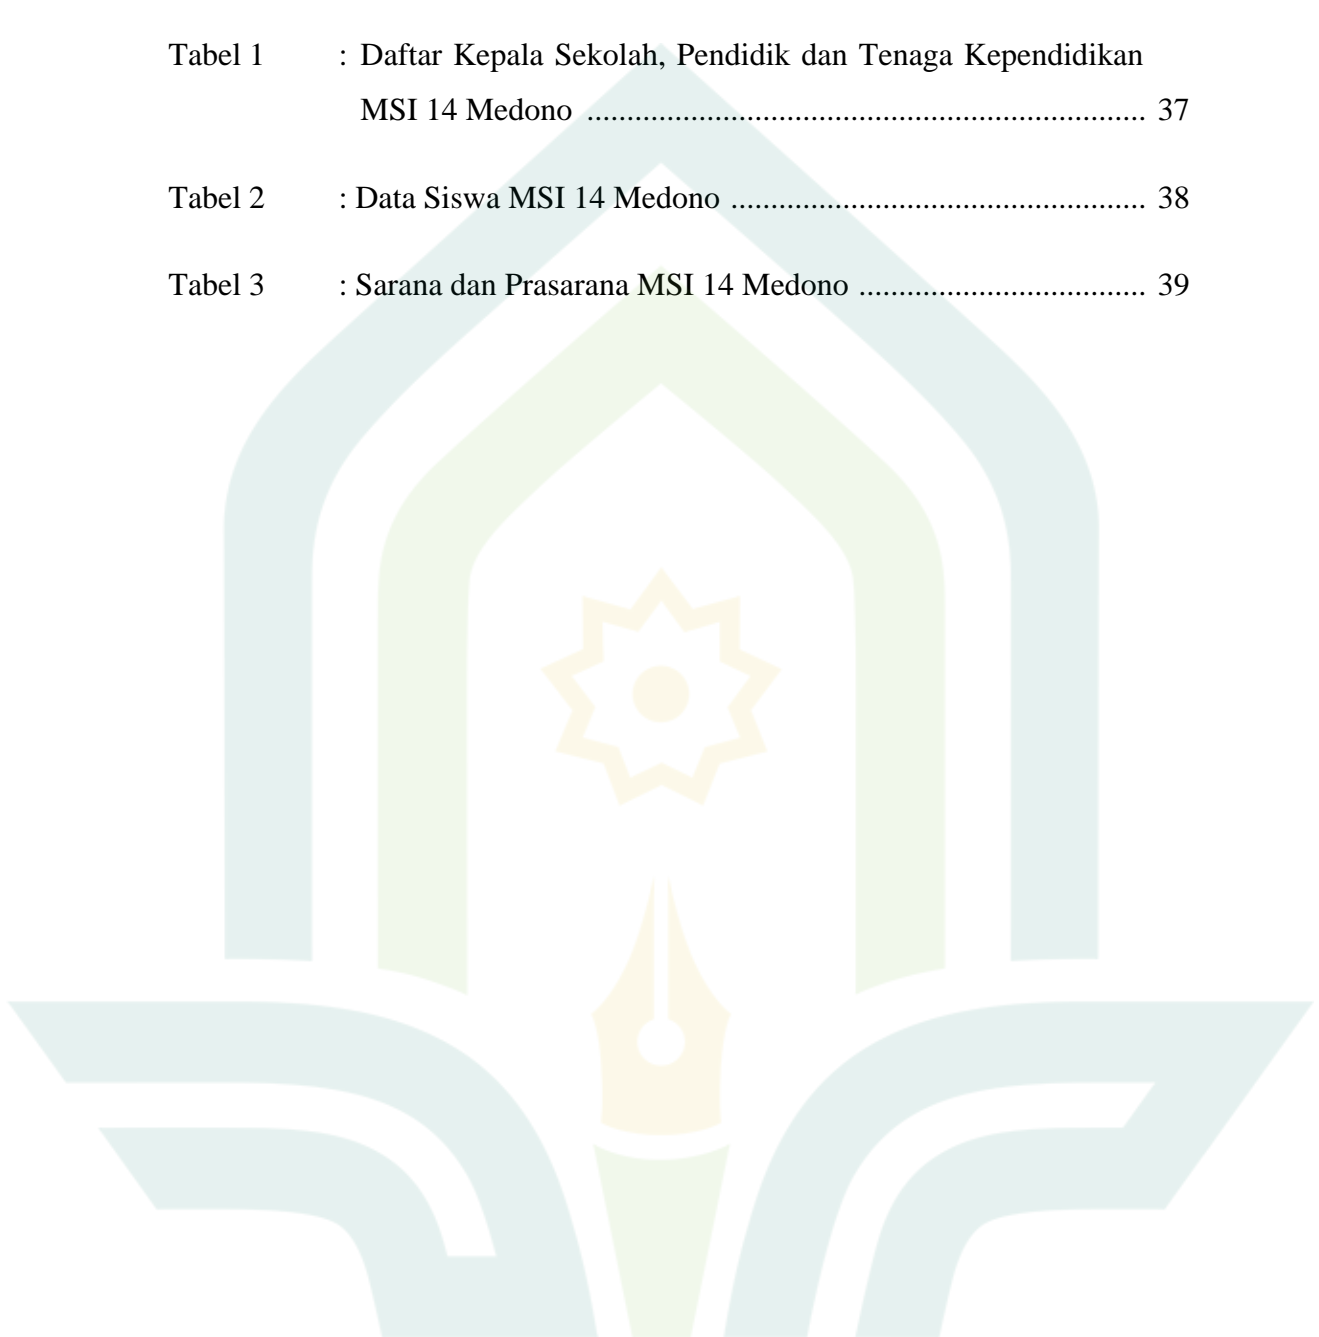 Tabel 1 : Daftar Kepala Sekolah, Pendidik dan Tenaga Kependidikan
MSI 14 Medono ...................................................................... 37
Tabel 2 : Data Siswa MSI 14 Medono .................................................... 38
Tabel 3 : Sarana dan Prasarana MSI 14 Medono .................................... 39